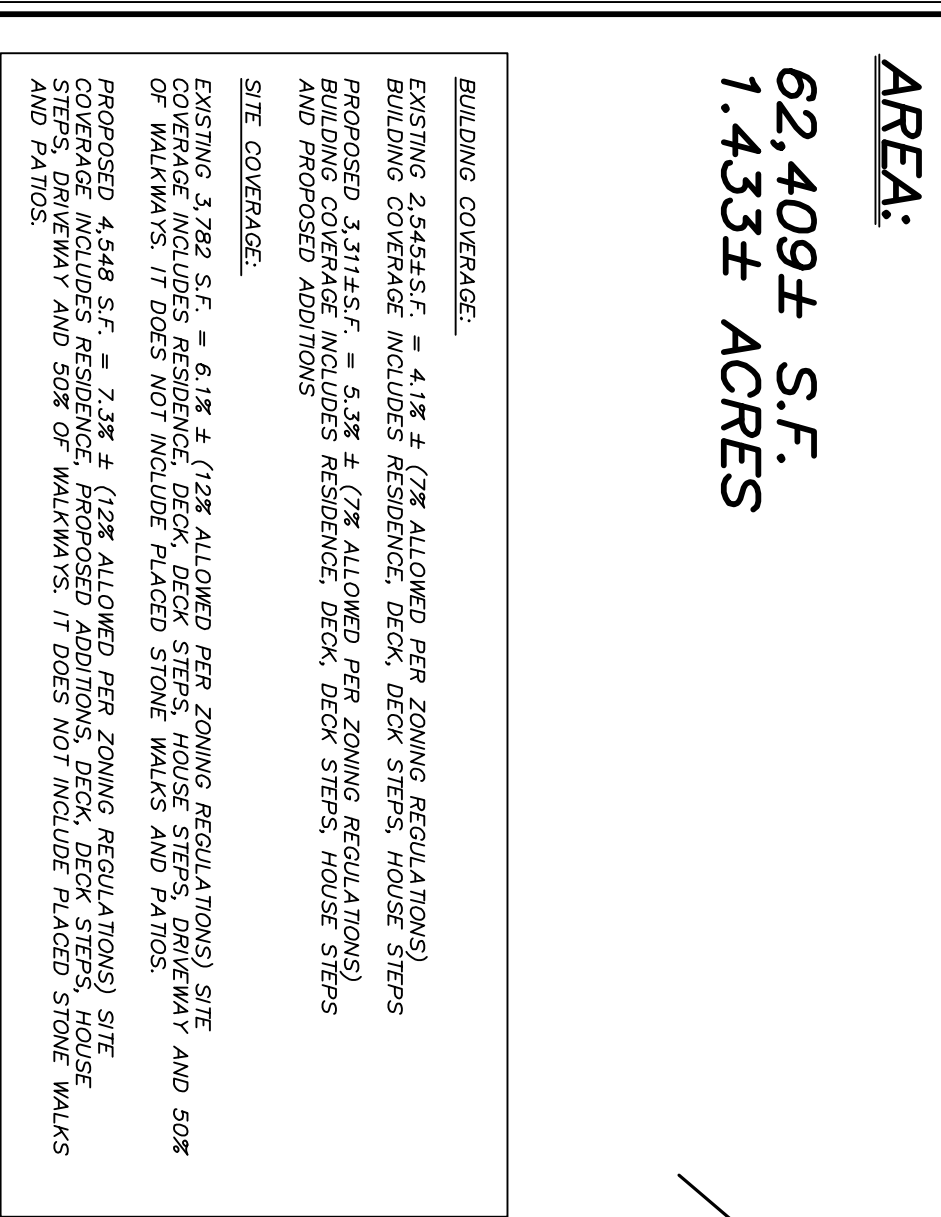 AREA:
62,409± S.F.
1.433± ACRES
BUILDING COVERAGE:
EXISTING 2,545±S.F. = 4.1% ± (7% ALLOWED PER ZONING REGULATIONS)
BUILDING COVERAGE INCLUDES RESIDENCE, DECK, DECK STEPS, HOUSE STEPS
PROPOSED 3,311±S.F. = 5.3% ± (7% ALLOWED PER ZONING REGULATIONS)
BUILDING COVERAGE INCLUDES RESIDENCE, DECK, DECK STEPS, HOUSE STEPS
AND PROPOSED ADDITIONS
SITE COVERAGE:
EXISTING 3,782 S.F. = 6.1% ± (12% ALLOWED PER ZONING REGULATIONS) SITE
COVERAGE INCLUDES RESIDENCE, DECK, DECK STEPS, HOUSE STEPS, DRIVEWAY AND 50%
OF WALKWAYS. IT DOES NOT INCLUDE PLACED STONE WALKS AND PATIOS.
PROPOSED 4,548 S.F. = 7.3% ± (12% ALLOWED PER ZONING REGULATIONS) SITE
COVERAGE INCLUDES RESIDENCE, PROPOSED ADDITIONS, DECK, DECK STEPS, HOUSE
STEPS, DRIVEWAY AND 50% OF WALKWAYS. IT DOES NOT INCLUDE PLACED STONE WALKS
AND PATIOS.